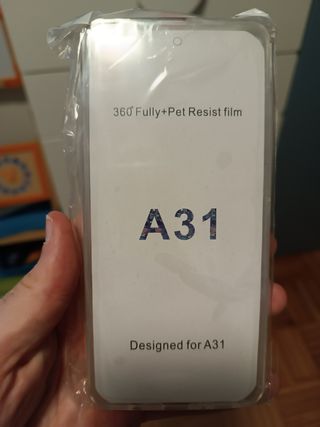 360° Fully+Pet Resist film
A31
Designed for A31